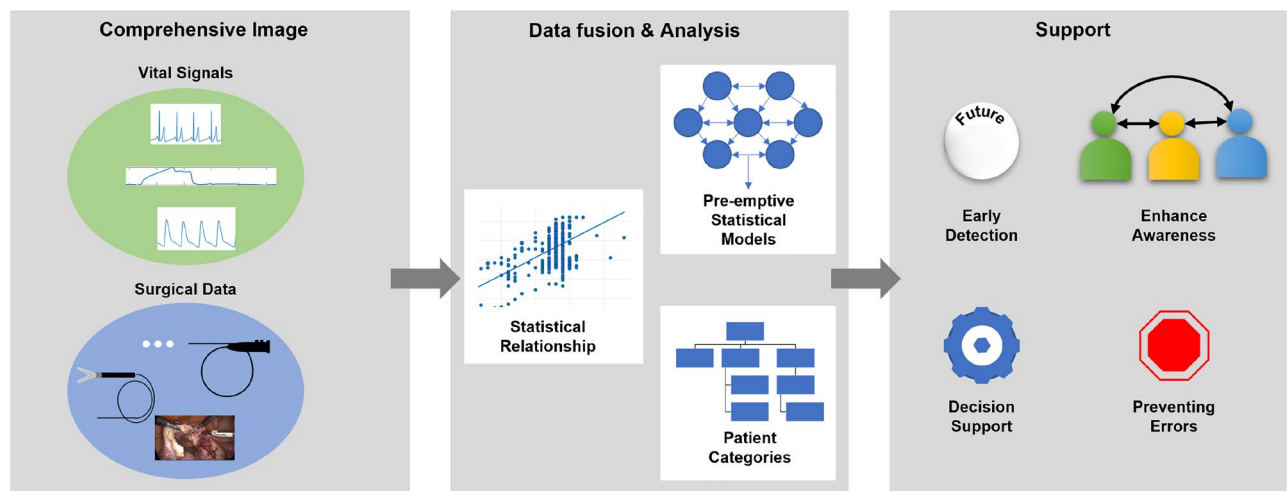 Comprehensive Image
Vital Signals
Surgical Data
Data fusion & Analysis
Pre-emptive
Statistical
Models
Statistical
Relationship
Patient
Categories
Support
Future
Early
Detection
Enhance
Awareness
Decision
Support
Preventing
Errors